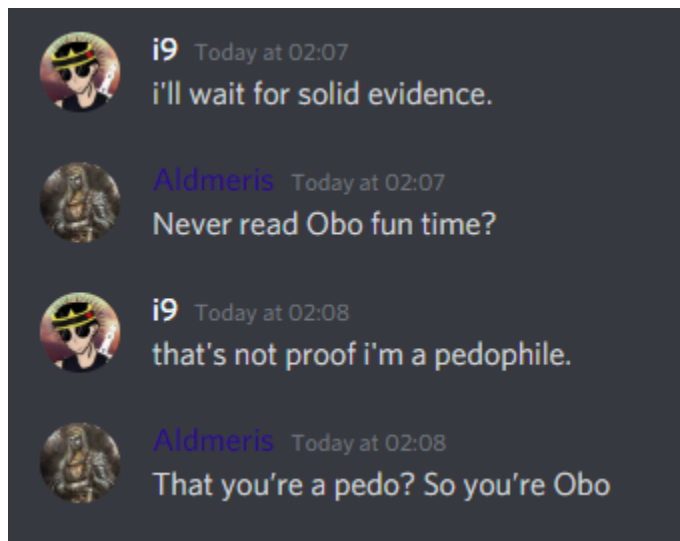 i9 Today at 02:07
i'll wait for solid evidence.
Aldmeris Today at 02:07
Never read Obo fun time?
i9 Today at 02:08
that's not proof i'm a pedophile.
Aldmeris Today at 02:08
That you’re a pedo? So you’re Obo